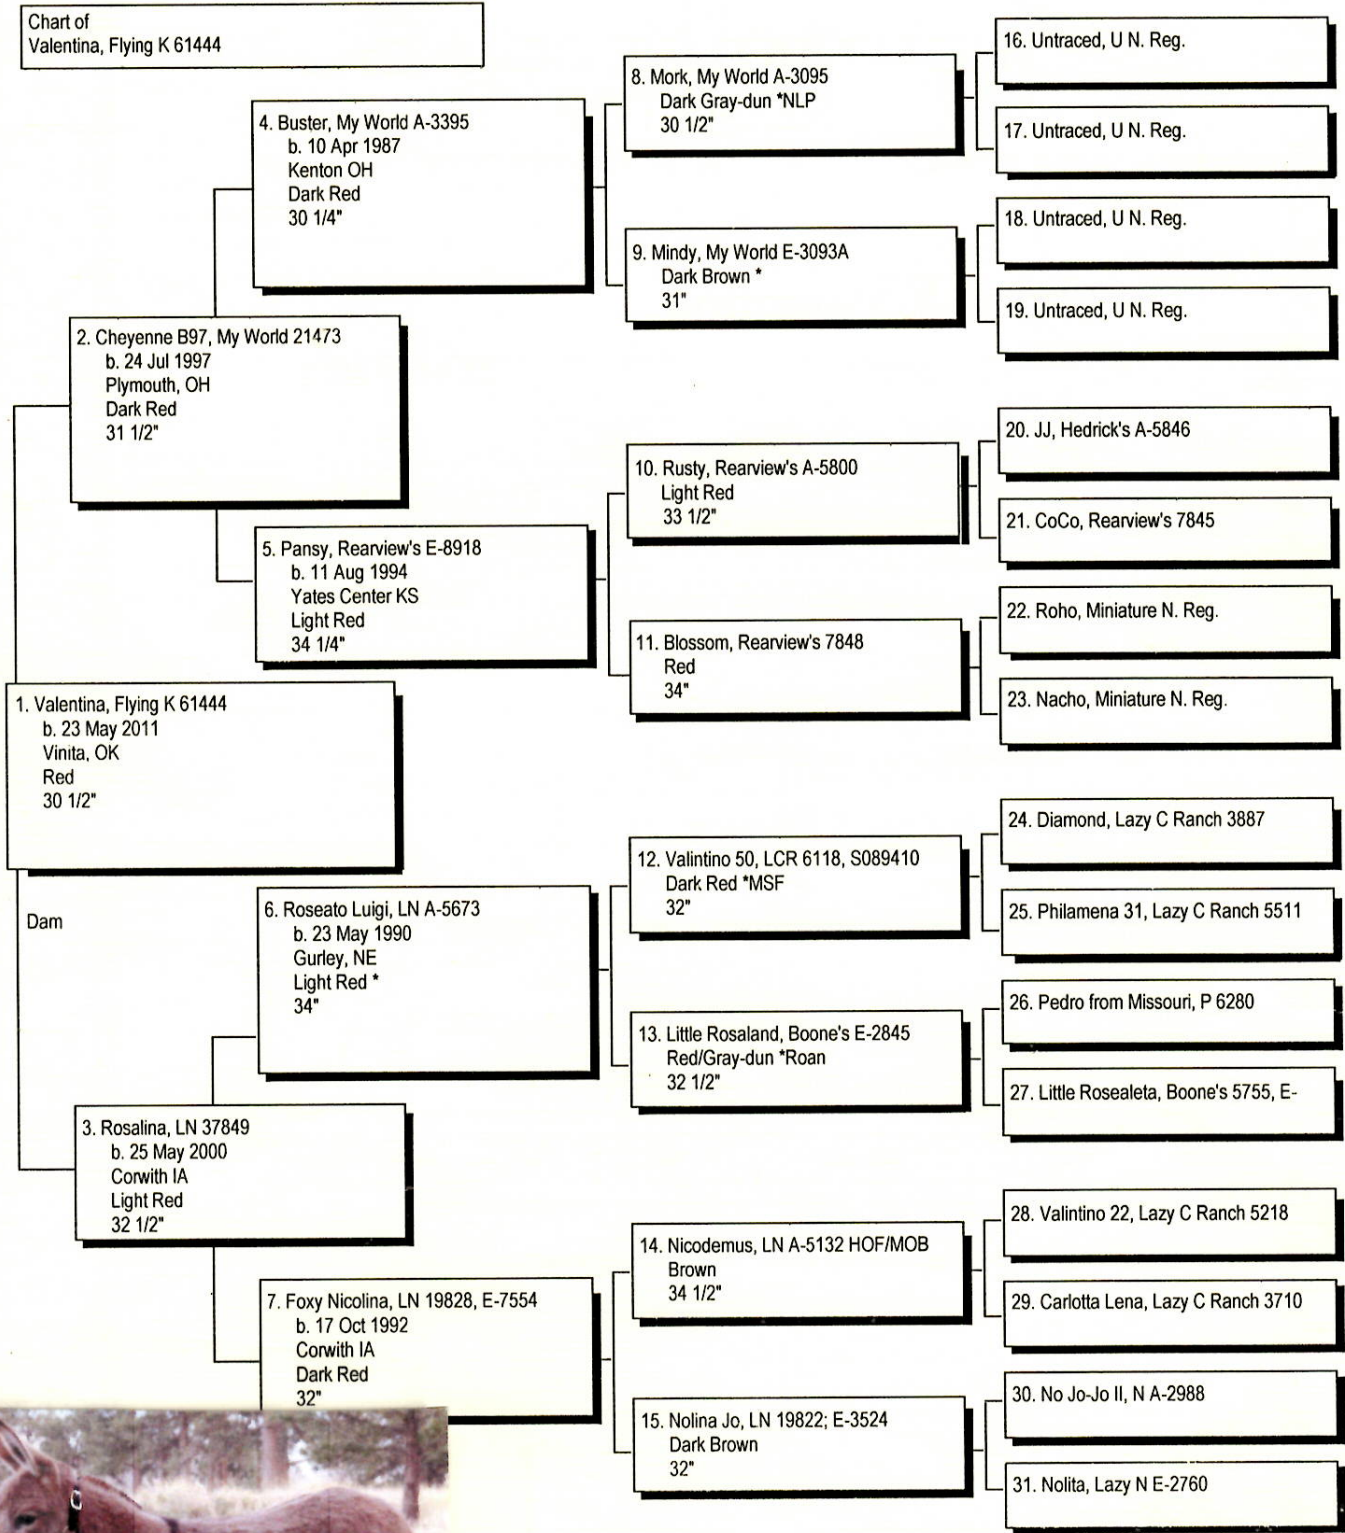 Chart of
Valentina, Flying K 61444
1. Valentina, Flying K 61444
b. 23 May 2011
Vinita, OK
Red
30 1/2"
Dam
2. Cheyenne B97, My World 21473
b. 24 Jul 1997
Plymouth, OH
Dark Red
31 1/2"
3. Rosalina, LN 37849
b. 25 May 2000
Corwith IA
Light Red
32 1/2"
4. Buster, My World A-3395
b. 10 Apr 1987
Kenton OH
Dark Red
30 1/4"
5. Pansy, Rearview's E-8918
b. 11 Aug 1994
Yates Center KS
Light Red
34 1/4"
6. Roseato Luigi, LN A-5673
b. 23 May 1990
Gurley, NE
Light Red *
34"
7. Foxy Nicolina, LN 19828, E-7554
b. 17 Oct 1992
Corwith IA
Dark Red
32"
8. Mork, My World A-3095
Dark Gray-dun *NLP
30 1/2"
9. Mindy, My World E-3093A
Dark Brown *
31"
10. Rusty, Rearview's A-5800
Light Red
33 1/2"
11. Blossom, Rearview's 7848
Red
34"
12. Valintino 50, LCR 6118, S089410
Dark Red *MSF
32"
13. Little Rosaland, Boone's E-2845
Red/Gray-dun *Roan
32 1/2"
14. Nicodemus, LN A-5132 HOF/MOB
Brown
34 1/2"
15. Nolina Jo, LN 19822; E-3524
Dark Brown
32"
16. Untraced, U N. Reg.
17. Untraced, U N. Reg.
18. Untraced, U N. Reg.
19. Untraced, U N. Reg.
20. JJ, Hedrick's A-5846
21. CoCo, Rearview's 7845
22. Roho, Miniature N. Reg.
23. Nacho, Miniature N. Reg.
24. Diamond, Lazy C Ranch 3887
25. Philamena 31, Lazy C Ranch 5511
26. Pedro from Missouri, P 6280
27. Little Rosealeta, Boone's 5755, E-
28. Valintino 22, Lazy C Ranch 5218
29. Carlotta Lena, Lazy C Ranch 3710
30. No Jo-Jo II, N A-2988
31. Nolita, Lazy N E-2760